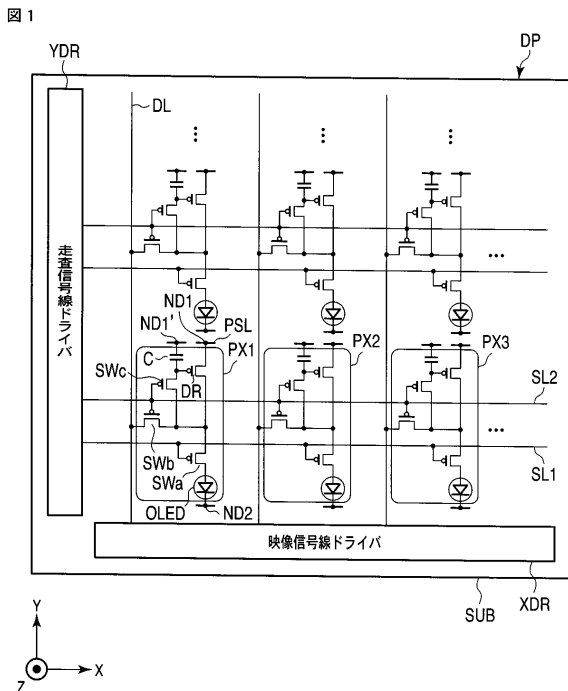 図1
YDR
DP
DL
走査信号線ドライバ
ND1
ND1'
PSL
C
PX1
PX2
PX3
SWc
DR
SL2
SWb
SWa
SL1
OLED
ND2
映像信号線ドライバ
SUB
XDR
Y
X
Z